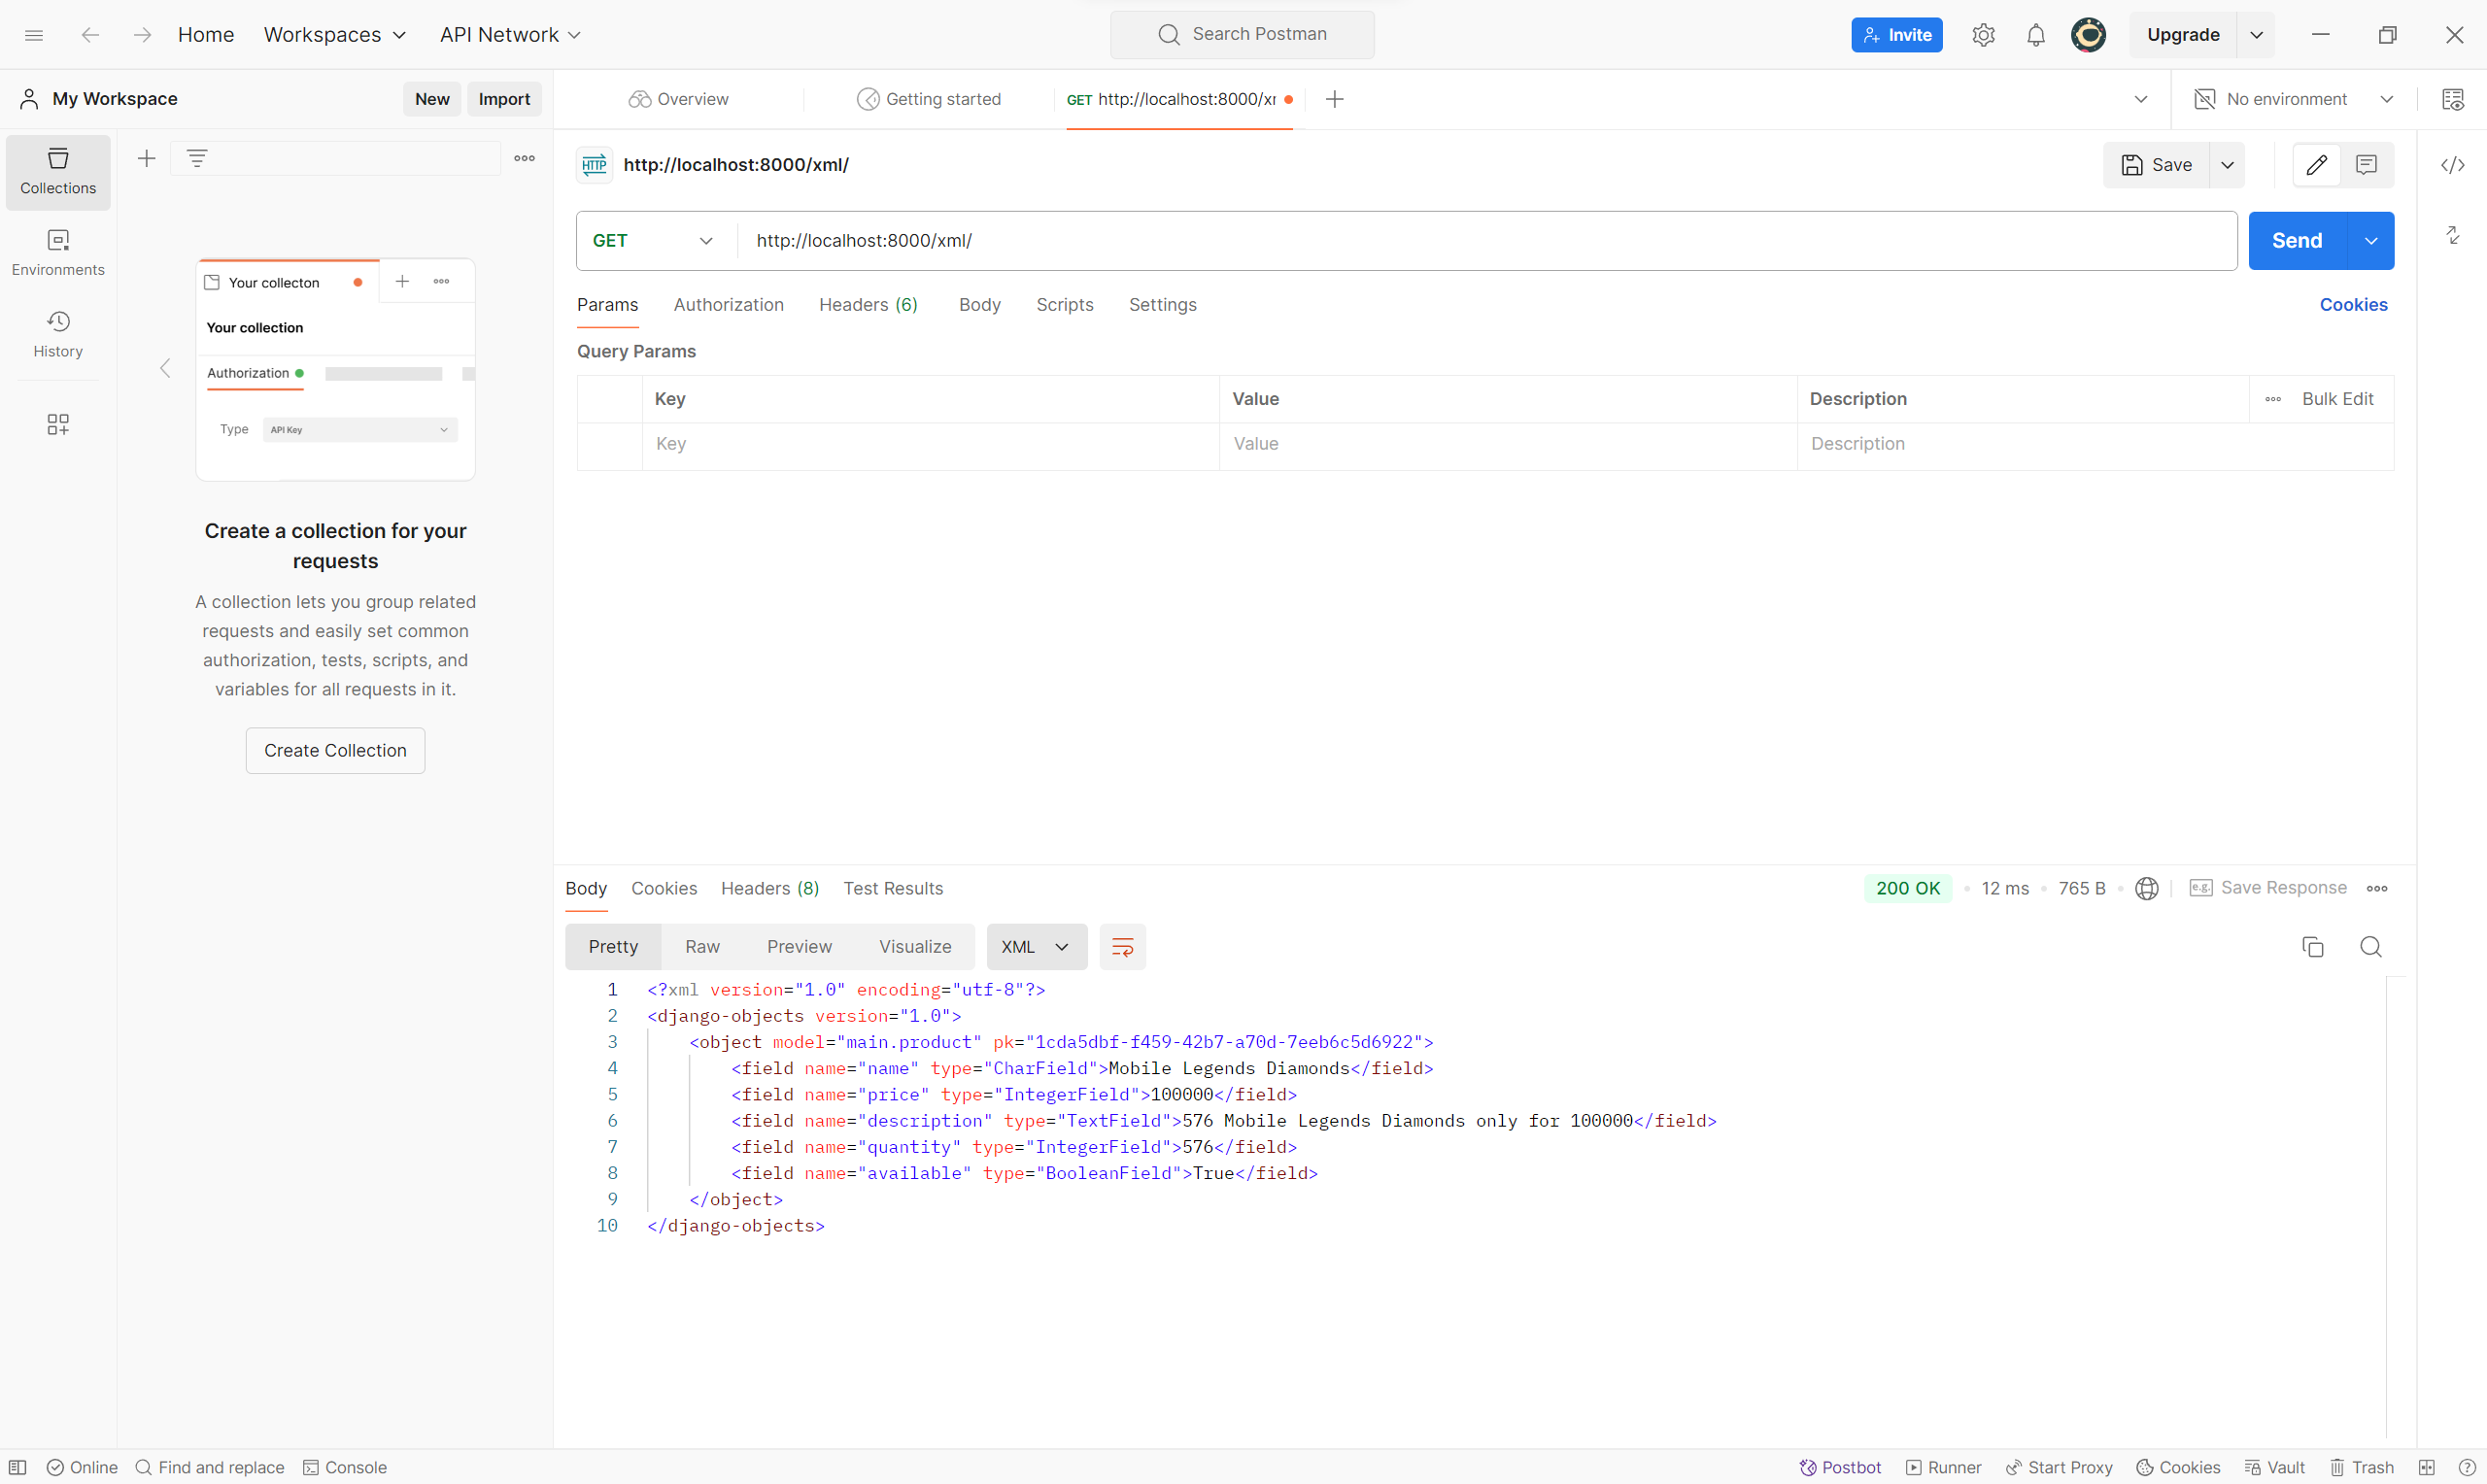 Home
Workspaces
API Network
Search Postman
Invite
Upgrade
My Workspace
New
Import
Overview
Getting started
GET http://localhost:8000/xr
No environment
Collections
Environments
History
Your collecton
Your collection
Authorization
Type
API Key
Create a collection for your
requests
A collection lets you group related
requests and easily set common
authorization, tests, scripts, and
variables for all requests in it.
Create Collection
HTTP
http://localhost:8000/xml/
Save
GET
http://localhost:8000/xml/
Send
Params
Authorization
Headers (6)
Body
Scripts
Settings
Cookies
Query Params
Key
Value
Description
Bulk Edit
Key
Value
Description
Body
Cookies
Headers (8)
Test Results
200 OK
12 ms
765 B
e.g.
Save Response
Pretty
Raw
Preview
Visualize
XML
1 <?xml version="1.0" encoding="utf-8"?>
2 <django-objects version="1.0">
3 <object model="main.product" pk="1cda5dbf-f459-42b7-a70d-7eeb6c5d6922">
4 <field name="name" type="CharField">Mobile Legends Diamonds</field>
5 <field name="price" type="IntegerField">100000</field>
6 <field name="description" type="TextField">576 Mobile Legends Diamonds only for 100000</field>
7 <field name="quantity" type="IntegerField">576</field>
8 <field name="available" type="BooleanField">True</field>
9 </object>
10 </django-objects>
Online
Find and replace
Console
Postbot
Runner
Start Proxy
Cookies
Vault
Trash